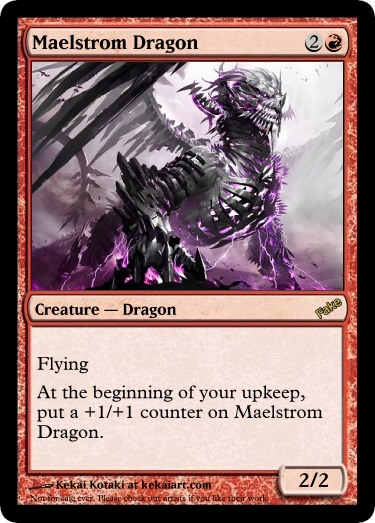 Maelstrom Dragon 2
Creature — Dragon Fake
Flying
At the beginning of your upkeep,
put a +1/+1 counter on Maelstrom
Dragon.
2/2
Kekai Kotaki at kekaiart.com
Not for sale ever. Please check out artists if you like their work.